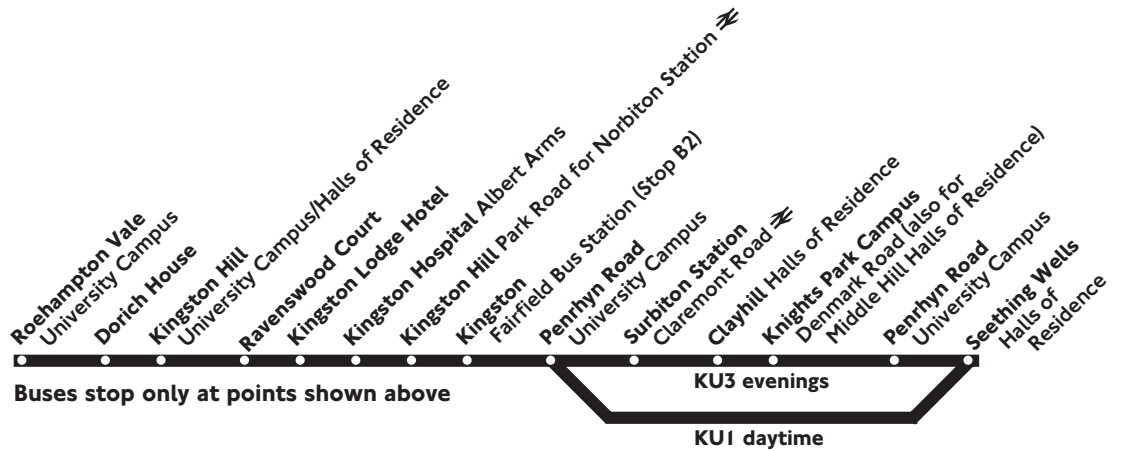 Roehampton Vale
University Campus
Dorich House
Kingston Hill
University Campus/Halls of Residence
Ravenswood Court
Kingston Lodge Hotel
Kingston Hospital Albert Arms
Kingston Hill Park Road for Norbiton Station
Kingston
Fairfield Bus Station (Stop B2)
Penrhyn Road
University Campus
Surbiton Station
Claremont Road
Clayhill Halls of Residence
Knights Park Campus
Denmark Road (also for
Middle Mill Halls of Residence)
Penrhyn Road
University Campus
Seething Wells
Halls of
Residence
KU3 evenings
Buses stop only at points shown above
KU1 daytime